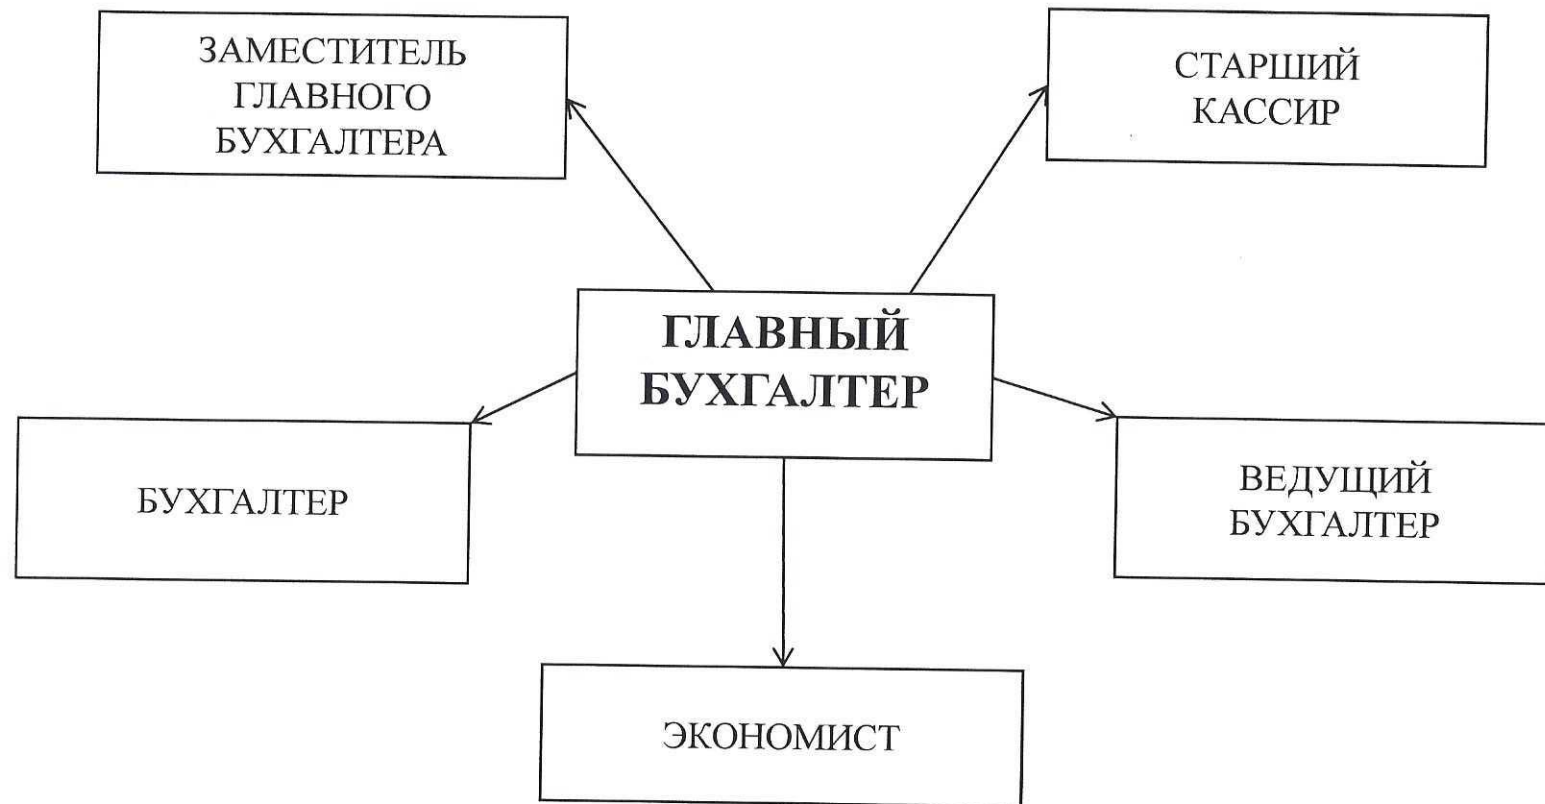 ЗАМЕСТИТЕЛЬ
ГЛАВНОГО
БУХГАЛТЕРА
СТАРШИЙ
КАССИР
ГЛАВНЫЙ
БУХГАЛТЕР
БУХГАЛТЕР
ВЕДУЩИЙ
БУХГАЛТЕР
ЭКОНОМИСТ